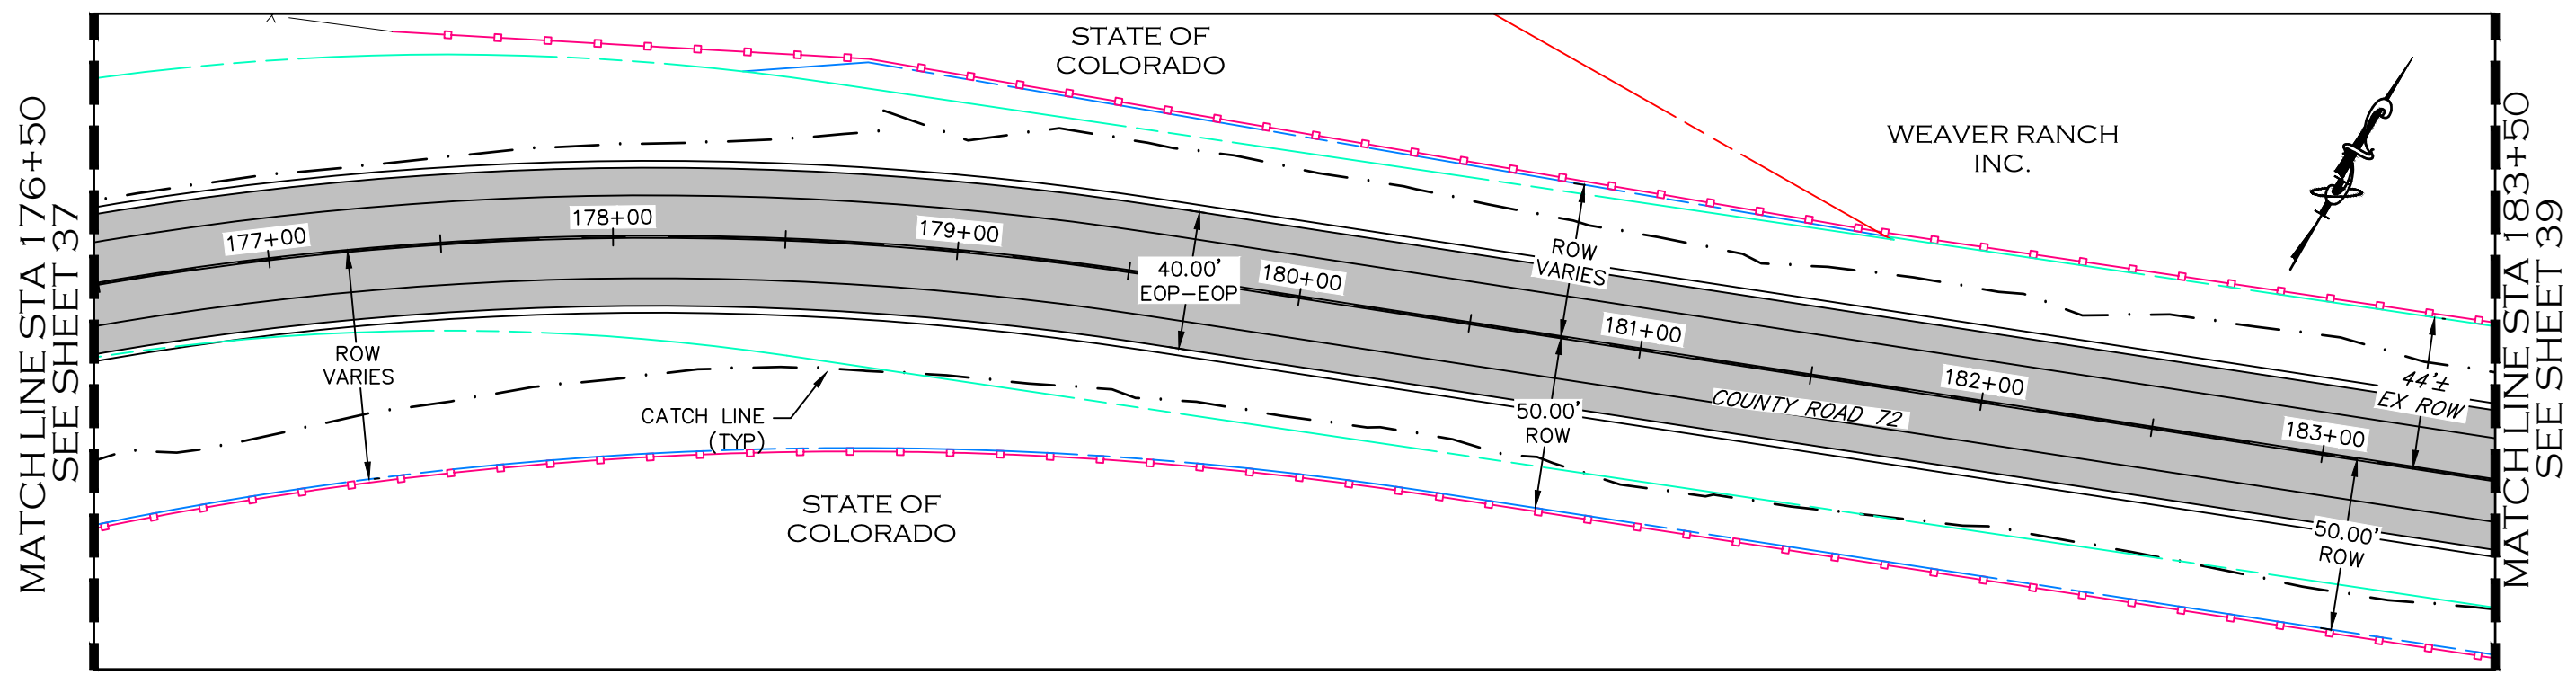 MATCH LINE STA 176+50
SEE SHEET 37
STATE OF
COLORADO
WEAVER RANCH
INC.
177+00
178+00
179+00
40.00'
EOP-EOP
180+00
ROW
VARIES
181+00
182+00
183+00
COUNTY ROAD 72
44'±
EX ROW
ROW
VARIES
CATCH LINE
(TYP)
50.00'
ROW
50.00'
ROW
STATE OF
COLORADO
MATCH LINE STA 183+50
SEE SHEET 39